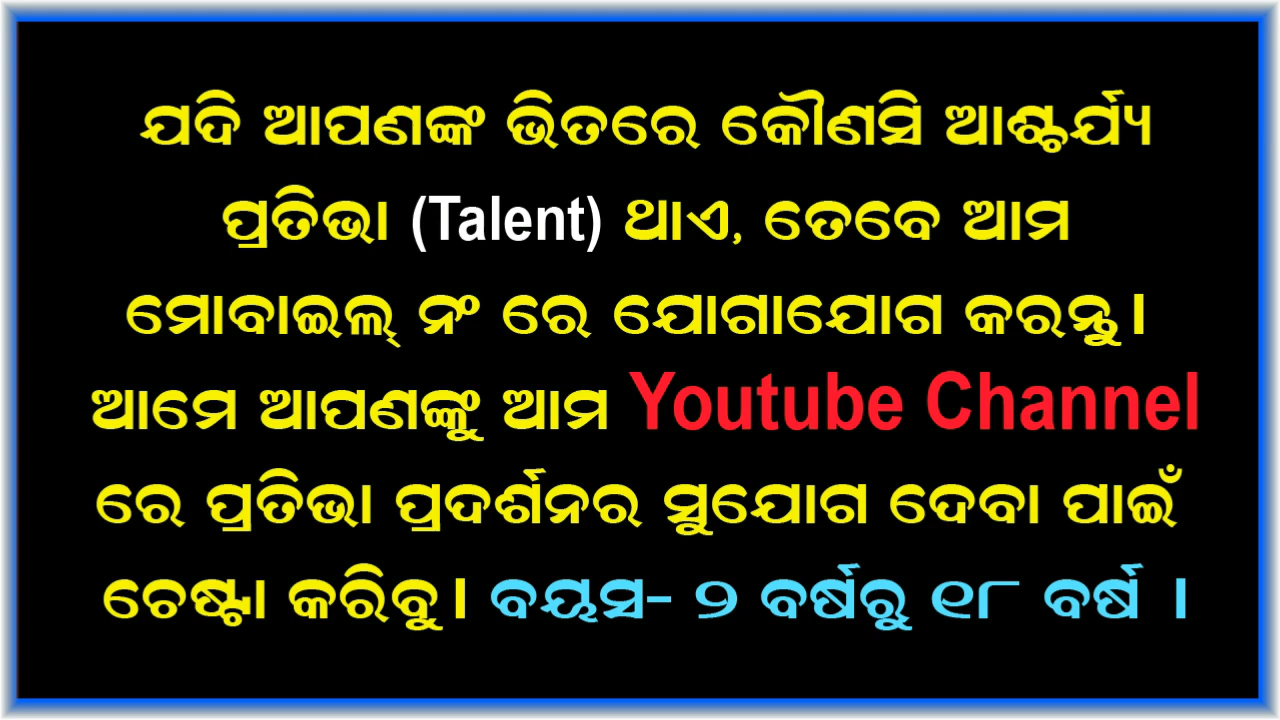 ଯଦି ଆପଣଙ୍କ ଭିତରେ କୌଣସି ଆଶ୍ଚର୍ଯ୍ୟ
ପ୍ରତିଭା (Talent) ଥାଏ, ତେବେ ଆମ
ମୋବାଇଲ୍ ନଂ ରେ ଯୋଗାଯୋଗ କରନ୍ତୁ ।
ଆମେ ଆପଣଙ୍କୁ ଆମ Youtube Channel
ରେ ପ୍ରତିଭା ପ୍ରଦର୍ଶନର ସୁଯୋଗ ଦେବା ପାଇଁ
ଚେଷ୍ଟା କରିବୁ । ବୟସ- ୨ ବର୍ଷରୁ ୧୮ ବର୍ଷ ।